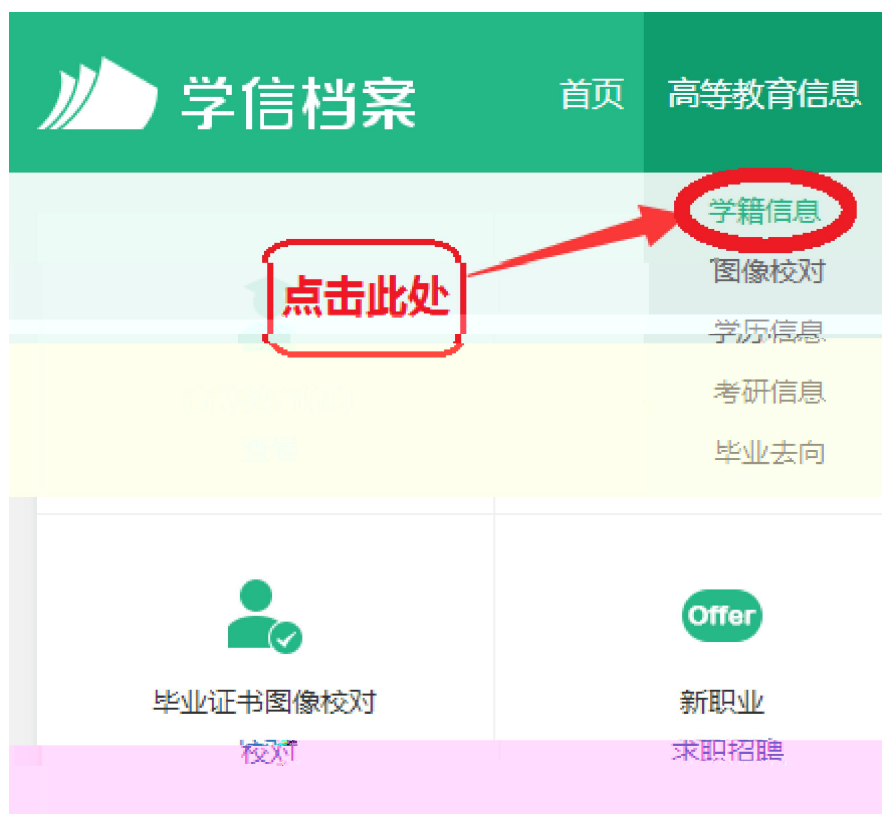 学信档案
首页
高等教育信息
学籍信息
点击此处
图像校对
学历信息
考研信息
毕业去向
Offer
毕业证书图像校对
新职业
校对
求职招聘